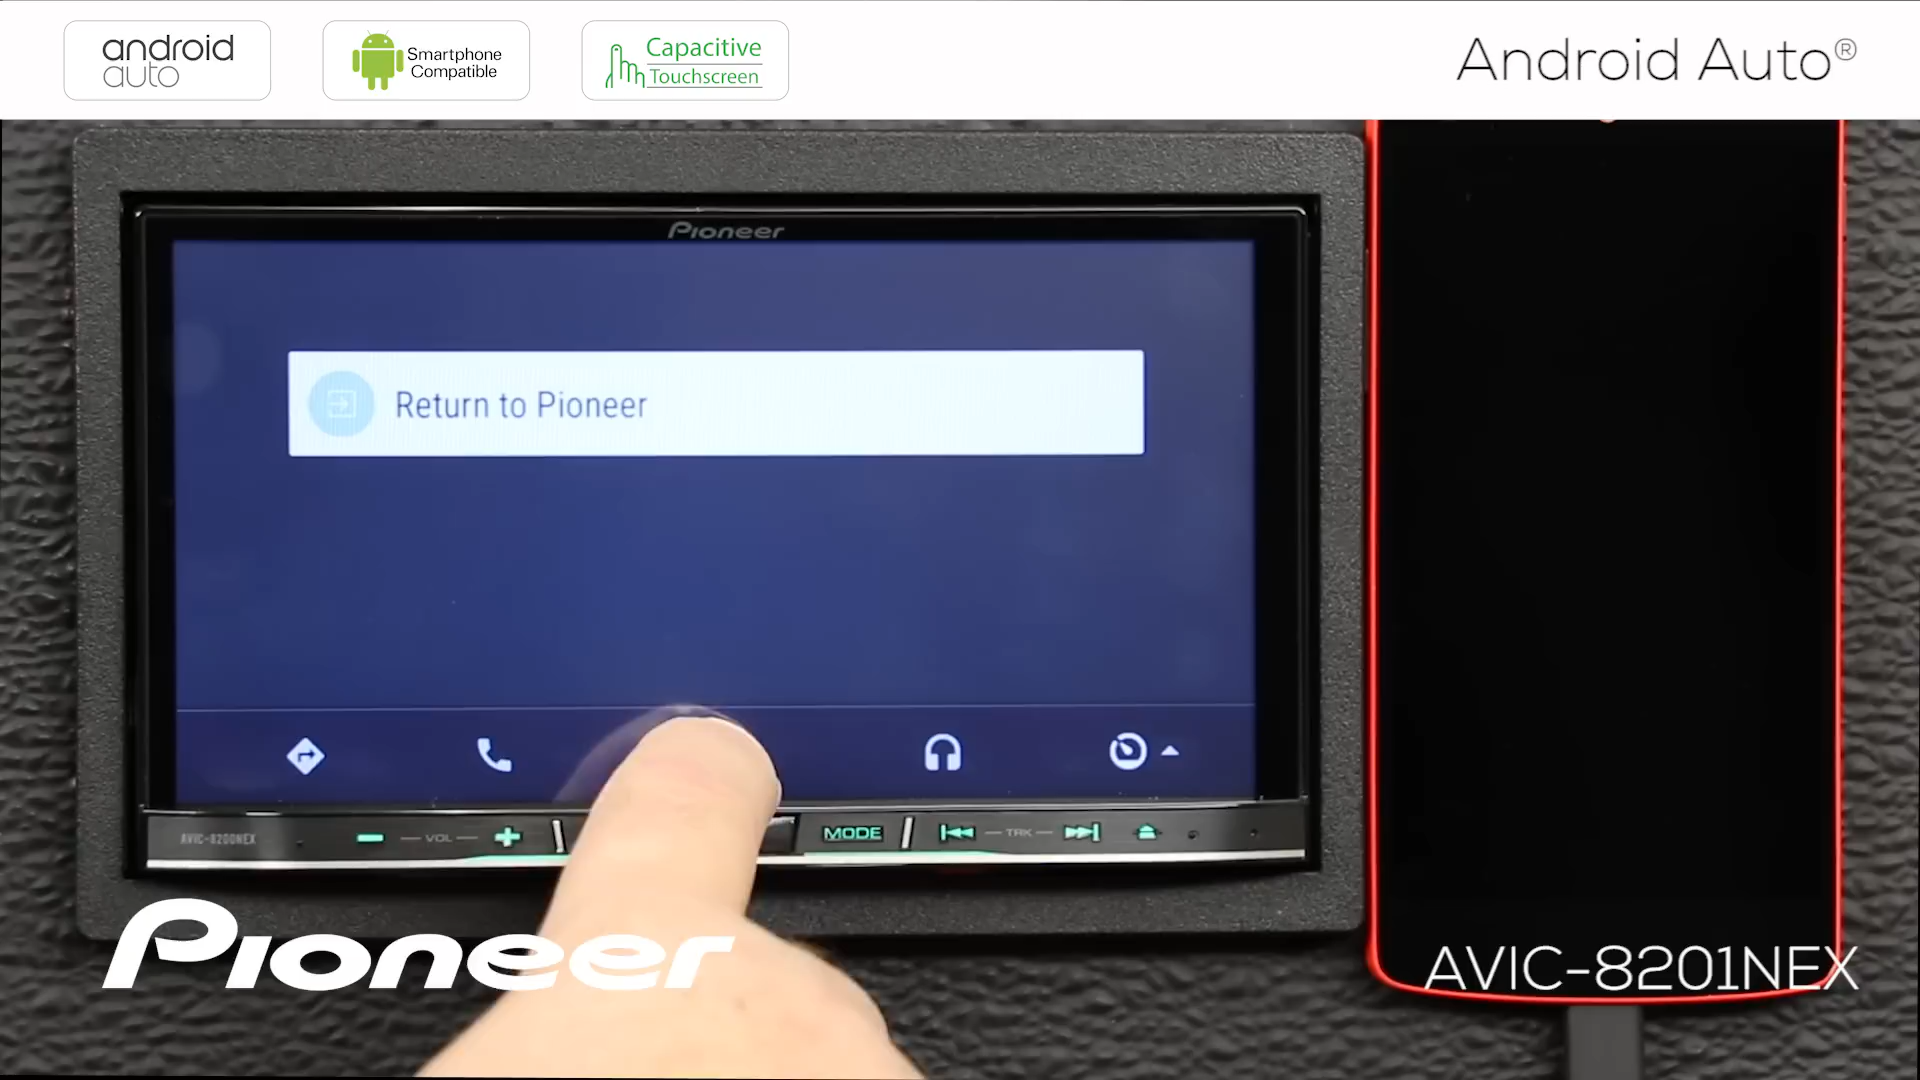 android
auto
Smartphone
Compatible
Capacitive
Touchscreen
Android Auto®
Pioneer
Return to Pioneer
AVIC-8200NEX
VOL
MODE
TRK
Pioneer
AVIC-8201NEX